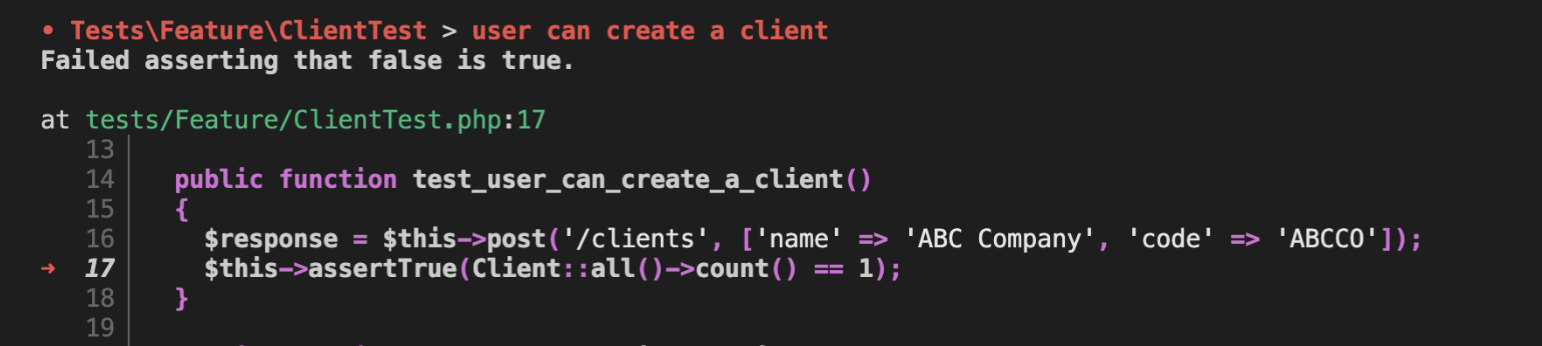 • Tests\Feature\ClientTest > user can create a client
Failed asserting that false is true.
at tests/Feature/ClientTest.php:17
13
14 public function test_user_can_create_a_client()
15 {
16 $response = $this->post('/clients', ['name' => 'ABC Company', 'code' => 'ABCCO']);
➜ 17 $this->assertTrue(Client::all()->count() == 1);
18 }
19